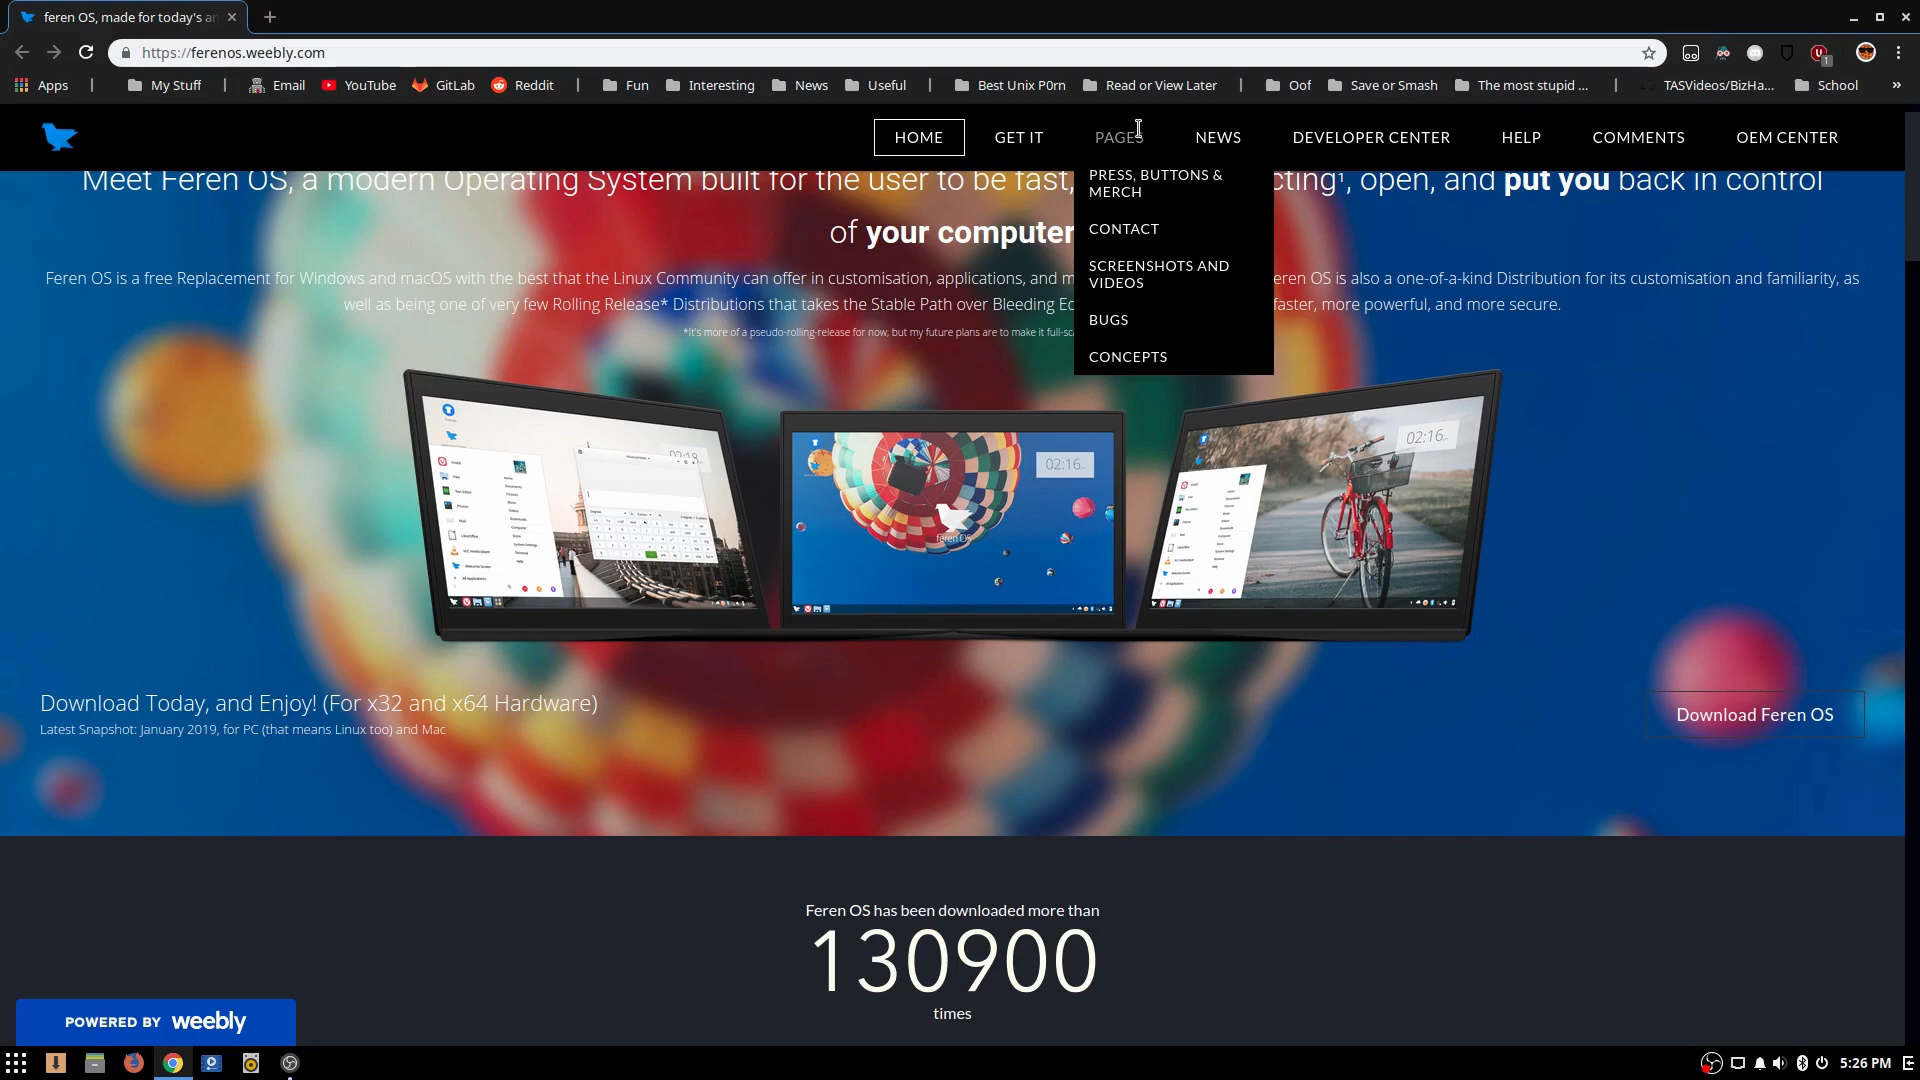 feren OS, made for today's an
https://ferenos.weebly.com
Apps | My Stuff | Email YouTube GitLab Reddit | Fun Interesting News Useful | Best Unix P0rn Read or View Later | Oof Save or Smash The most stupid ... | TASVideos/BizHa... School »
HOME GET IT PAGES NEWS DEVELOPER CENTER HELP COMMENTS OEM CENTER
PRESS, BUTTONS &
MERCH
CONTACT
SCREENSHOTS AND
VIDEOS
BUGS
CONCEPTS
Meet Feren OS, a modern Operating System built for the user to be fast, cting¹, open, and put you back in control
of your computer
Feren OS is a free Replacement for Windows and macOS with the best that the Linux Community can offer in customisation, applications, and m eren OS is also a one-of-a-kind Distribution for its customisation and familiarity, as
well as being one of very few Rolling Release* Distributions that takes the Stable Path over Bleeding Ed faster, more powerful, and more secure.
*It's more of a pseudo-rolling-release for now, but my future plans are to make it full-sc
02:18
02:16
02:16
feren OS
Download Today, and Enjoy! (For x32 and x64 Hardware)
Latest Snapshot: January 2019, for PC (that means Linux too) and Mac
Download Feren OS
Feren OS has been downloaded more than
130900
times
POWERED BY weebly
5:26 PM